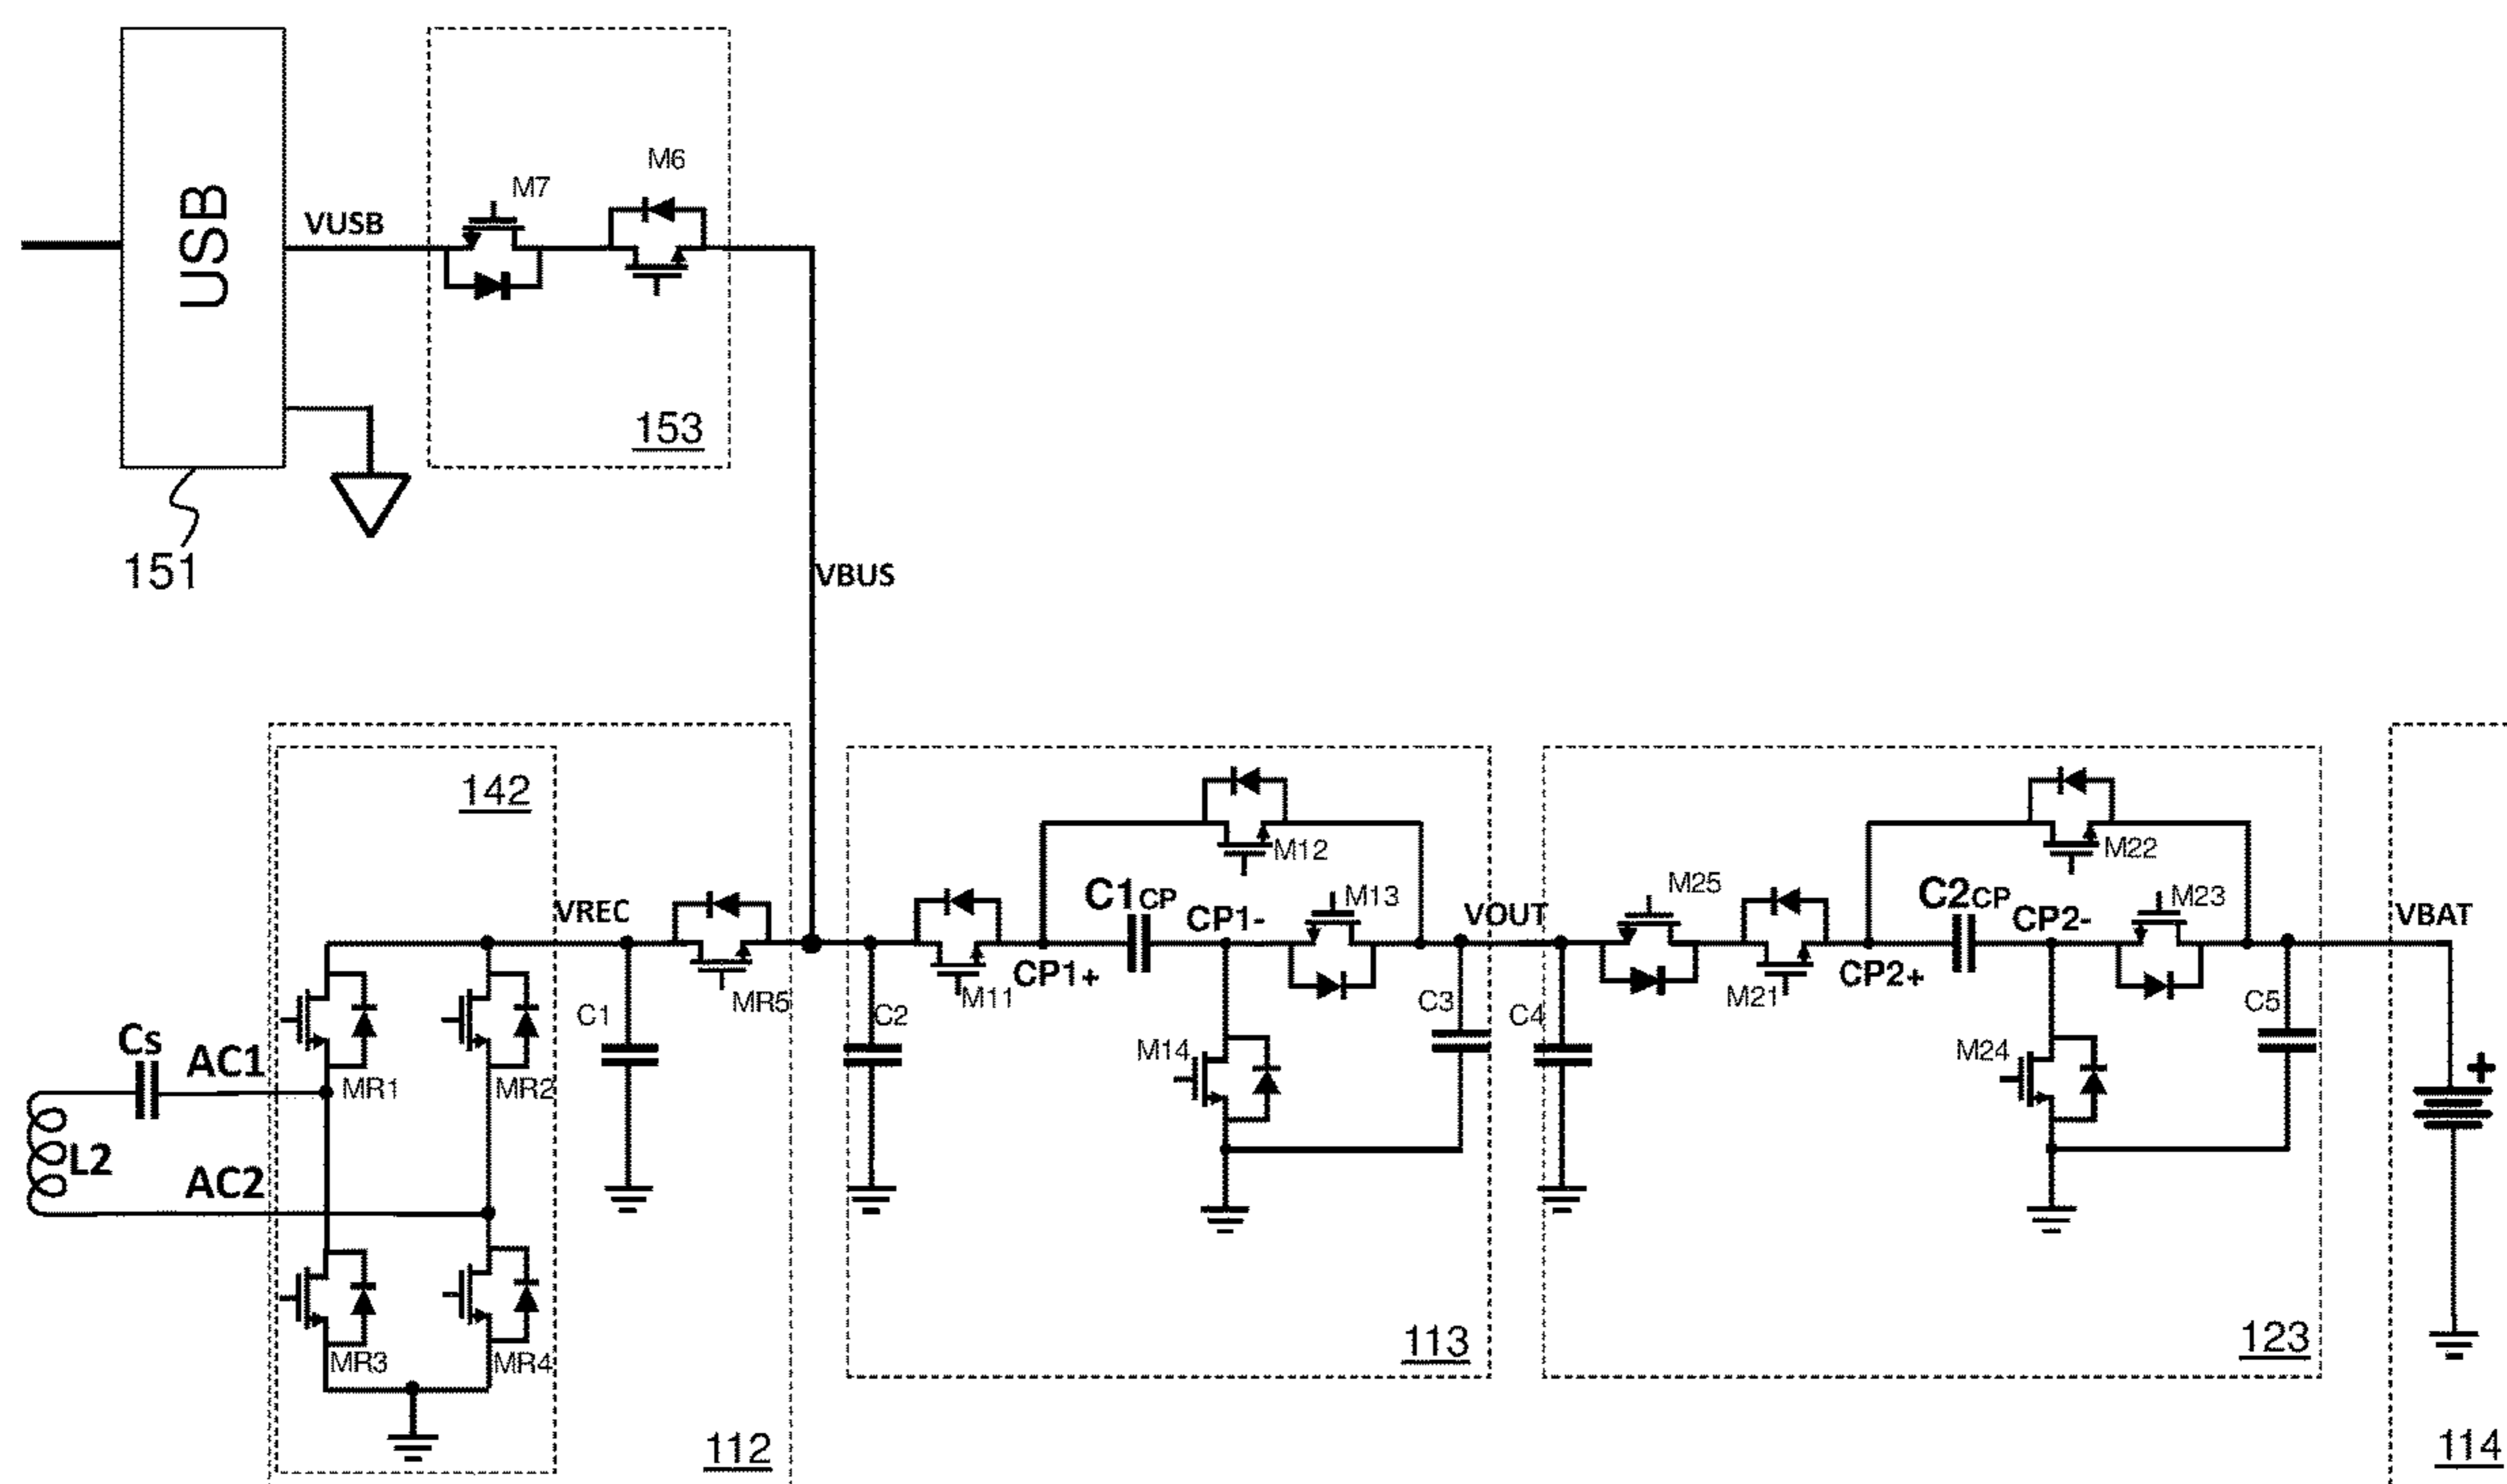 USB
VUSB
M7
M6
153
151
VBUS
142
VREC
MR5
MR1
MR2
MR3
MR4
Cs
AC1
L2
AC2
C1
112
C2
M11
CP1+
C1CP
CP1-
M12
M13
M14
C3
113
VOUT
C4
M25
M21
CP2+
C2CP
CP2-
M22
M23
M24
C5
123
VBAT
+
114